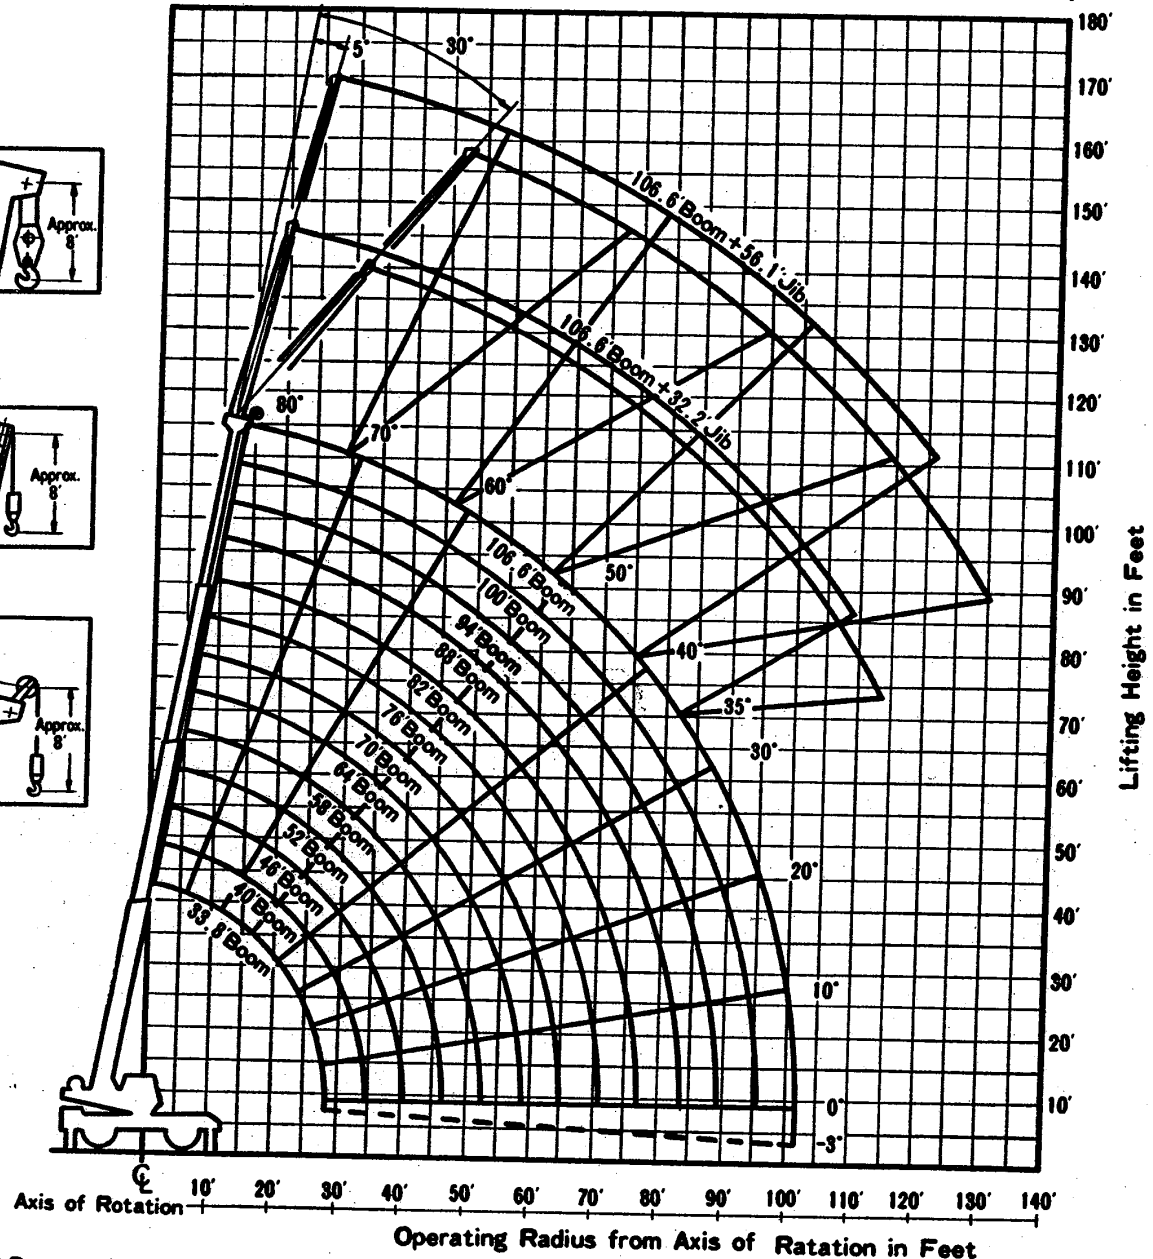 180'
170'
160'
150'
140'
130'
120'
110'
100'
90'
80'
70'
60'
50'
40'
30'
20'
10'
Lifting Height in Feet
5°
30°
106.6'Boom+56.1'Jib
106.6'Boom+32.2'Jib
80°
70°
60°
50°
40°
35°
30°
20°
10°
0°
-3°
106.6'Boom
100'Boom
94'Boom
88'Boom
82'Boom
76'Boom
70'Boom
64'Boom
58'Boom
52'Boom
46'Boom
40'Boom
33.8'Boom
Approx.
8'
Approx.
8'
Approx.
8'
℄
Axis of Rotation
10' 20' 30' 40' 50' 60' 70' 80' 90' 100' 110' 120' 130' 140'
Operating Radius from Axis of Ratation in Feet